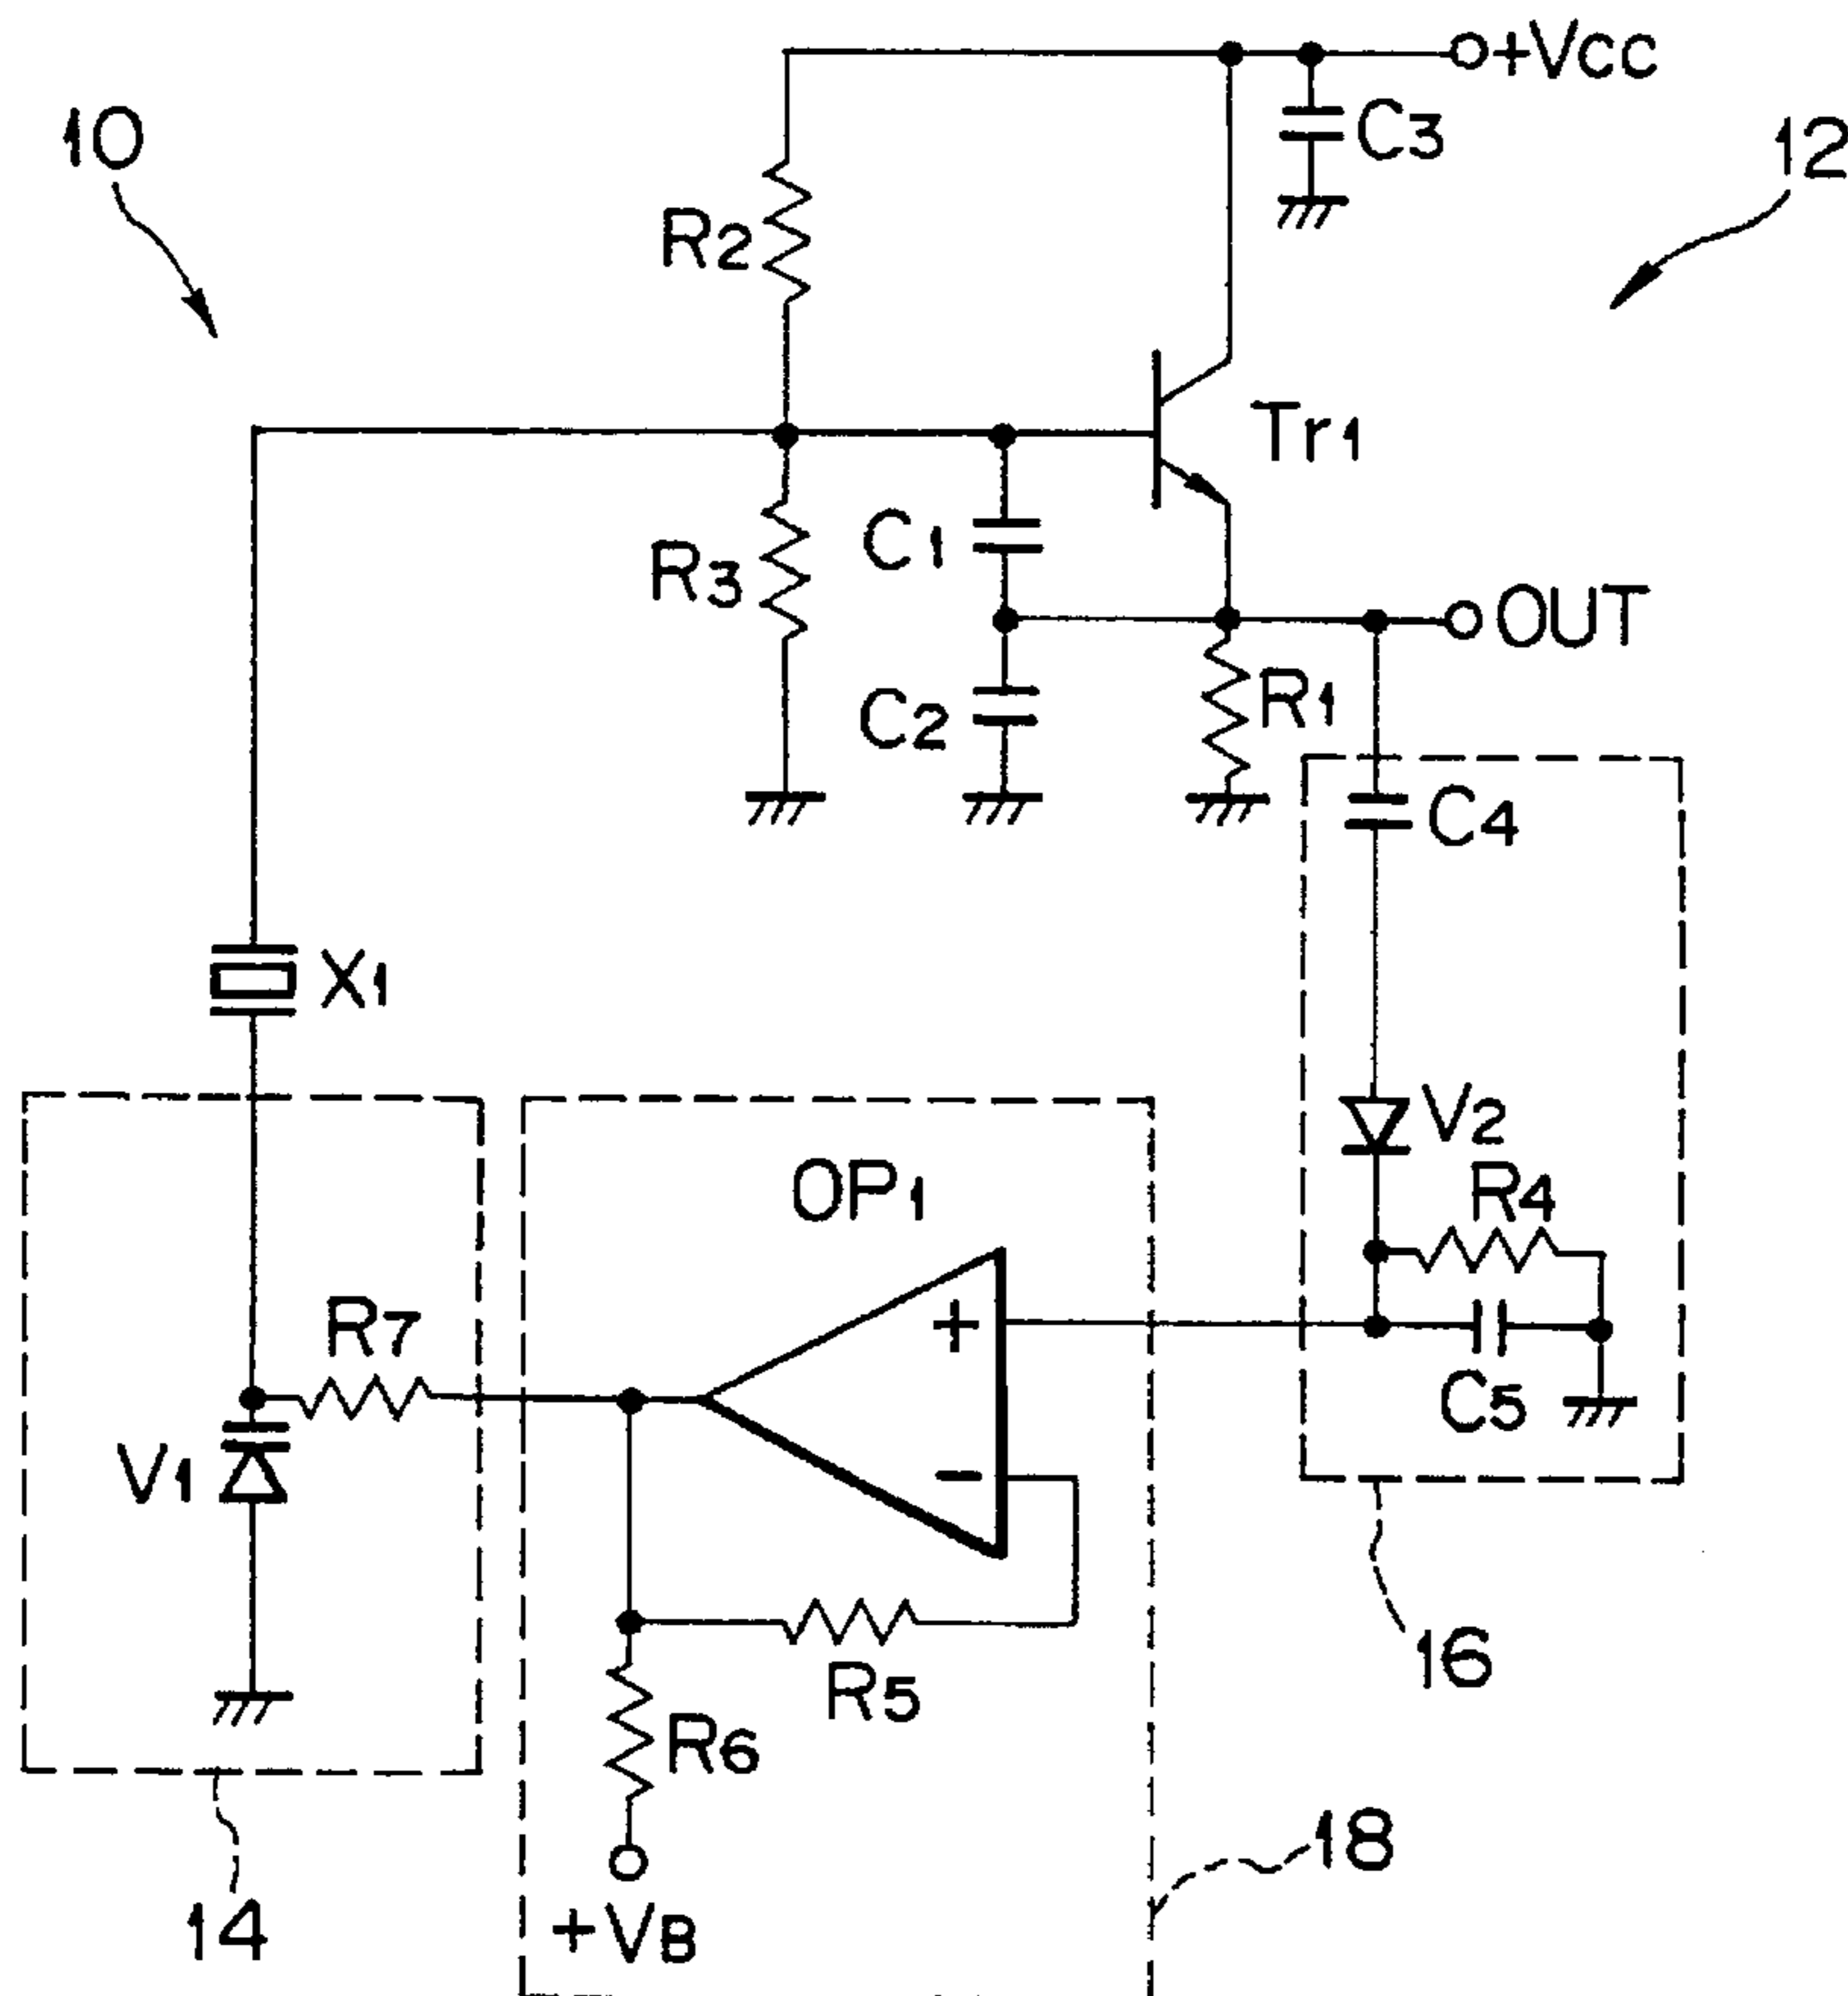 +Vcc
10
C3
12
R2
Tr1
C1
R3
OUT
R1
C2
C4
X1
V2
OP1
R4
+
R7
C5
V1
−
16
R5
R6
18
14
+VB